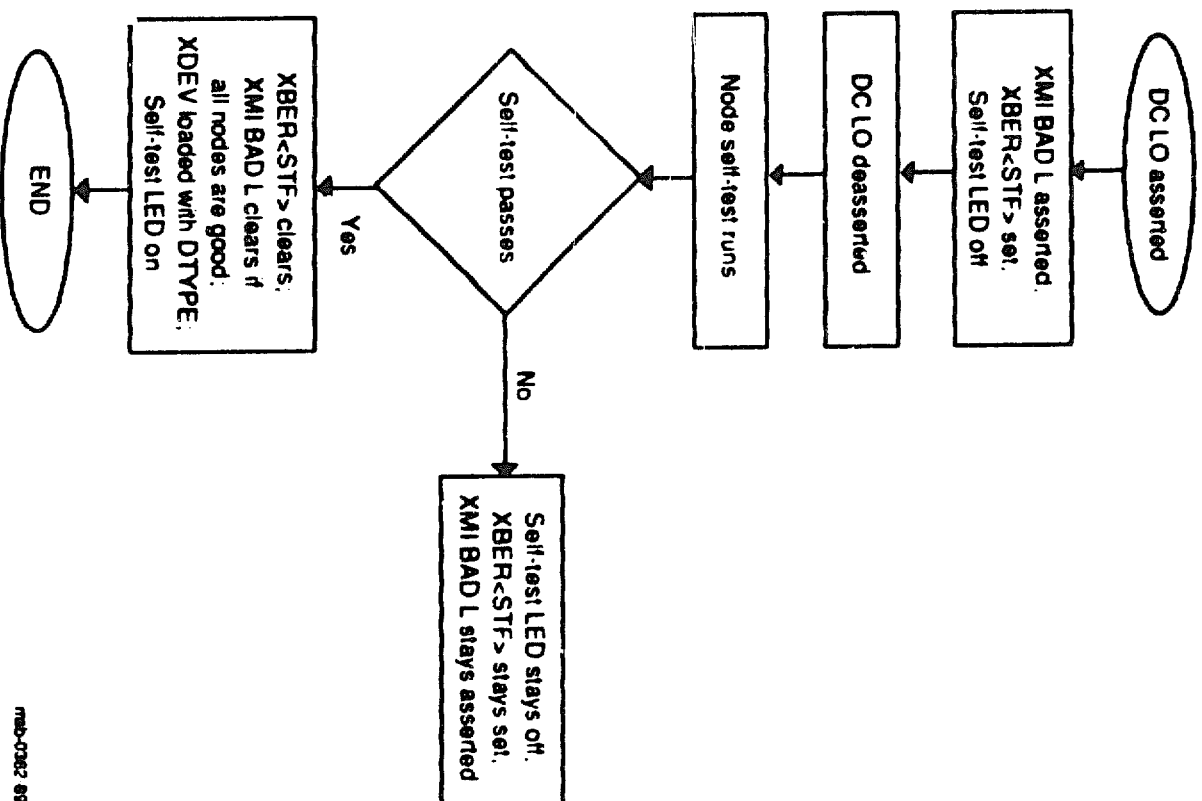 DC LO asserted
XMI BAD L asserted.
XBER<STF> set.
Self-test LED off
DC LO deasserted
Node self-test runs
Self-test passes
No
Self-test LED stays off.
XBER<STF> stays set.
XMI BAD L stays asserted
Yes
XBER<STF> clears;
XMI BAD L clears if
all nodes are good;
XDEV loaded with DTYPE;
Self-test LED on
END
msb-0362 89